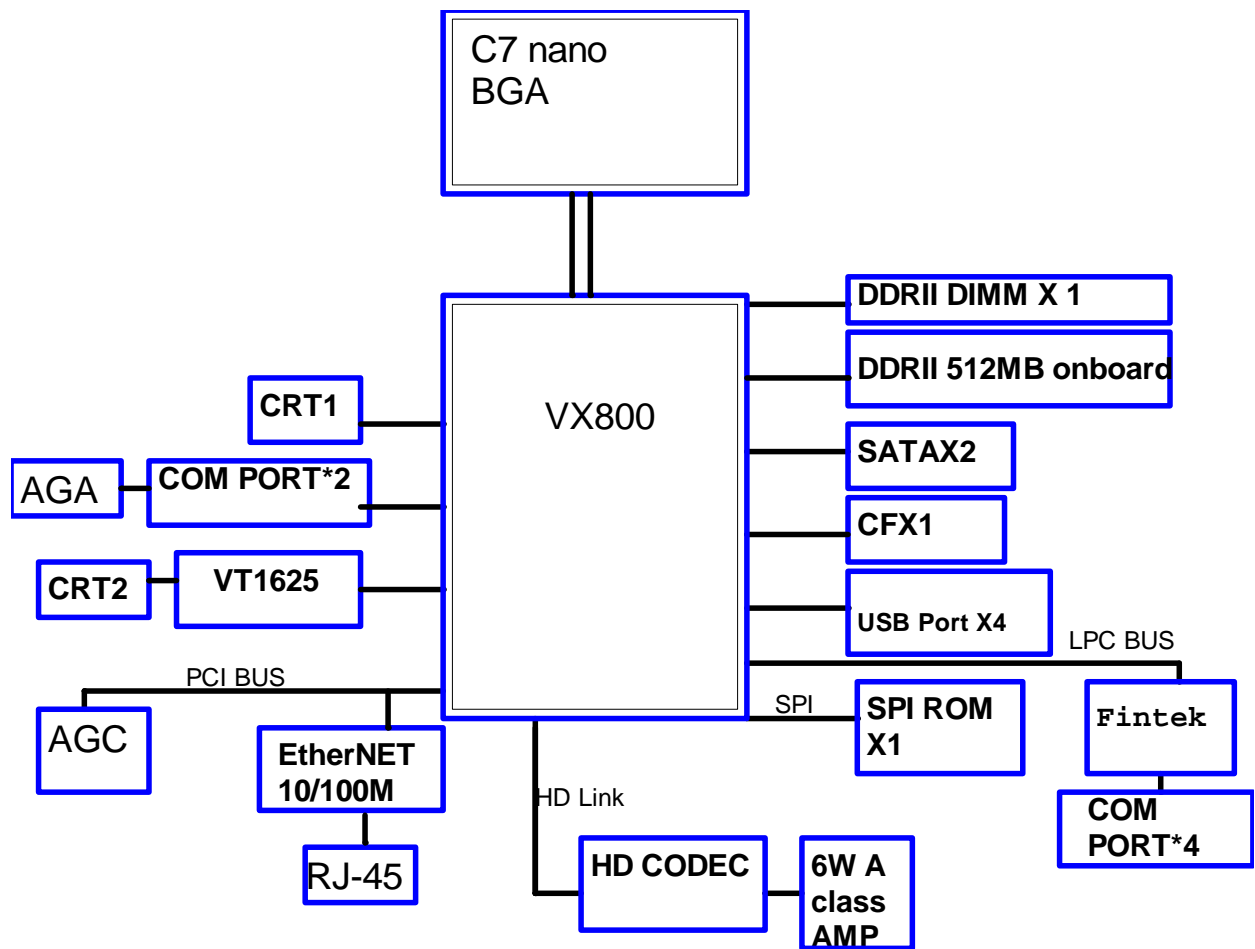 C7 nano
BGA
DDRII DIMM X 1
DDRII 512MB onboard
VX800
CRT1
SATAX2
AGA
COM PORT*2
CFX1
CRT2
VT1625
USB Port X4
LPC BUS
PCI BUS
SPI
SPI ROM
X1
Fintek
AGC
EtherNET
10/100M
HD Link
COM
PORT*4
RJ-45
HD CODEC
6W A
class
AMP